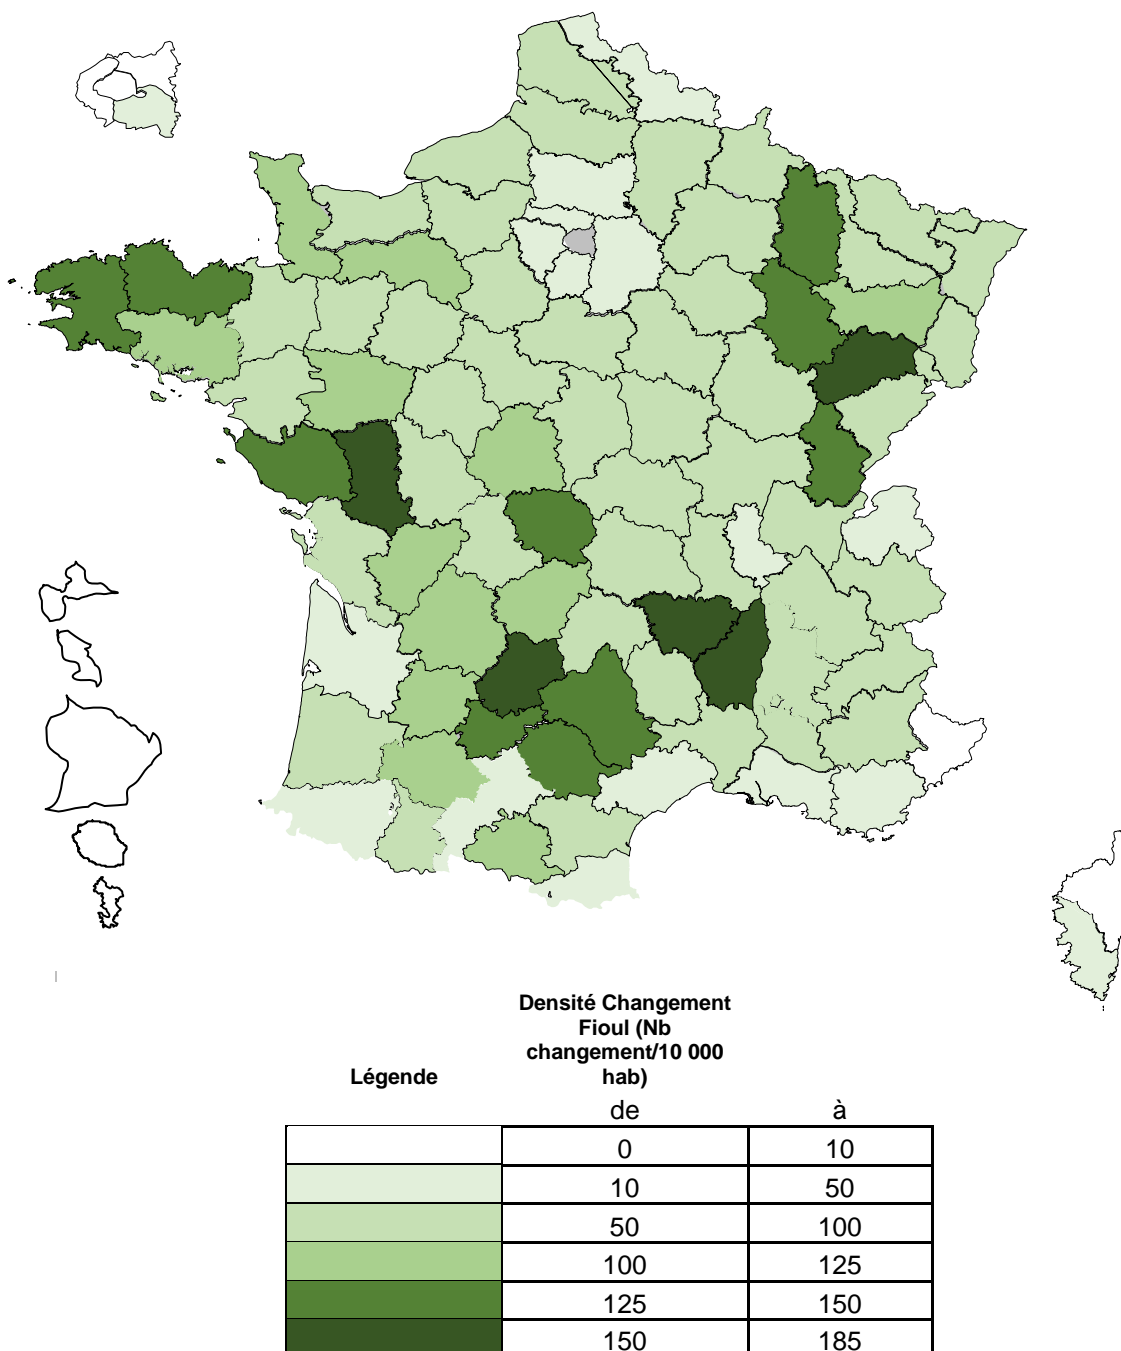 Densité Changement
Fioul (Nb
changement/10 000
hab)
Légende
de à
0 10
10 50
50 100
100 125
125 150
150 185